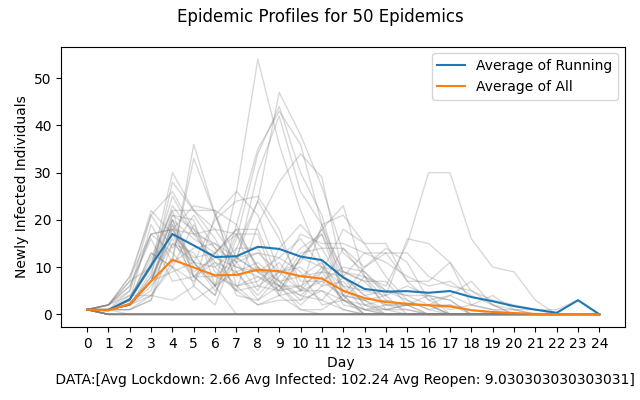 Epidemic Profiles for 50 Epidemics
Average of Running
Average of All
Newly Infected Individuals
50
40
30
20
10
0
0 1 2 3 4 5 6 7 8 9 10 11 12 13 14 15 16 17 18 19 20 21 22 23 24
Day
DATA:[Avg Lockdown: 2.66 Avg Infected: 102.24 Avg Reopen: 9.030303030303031]